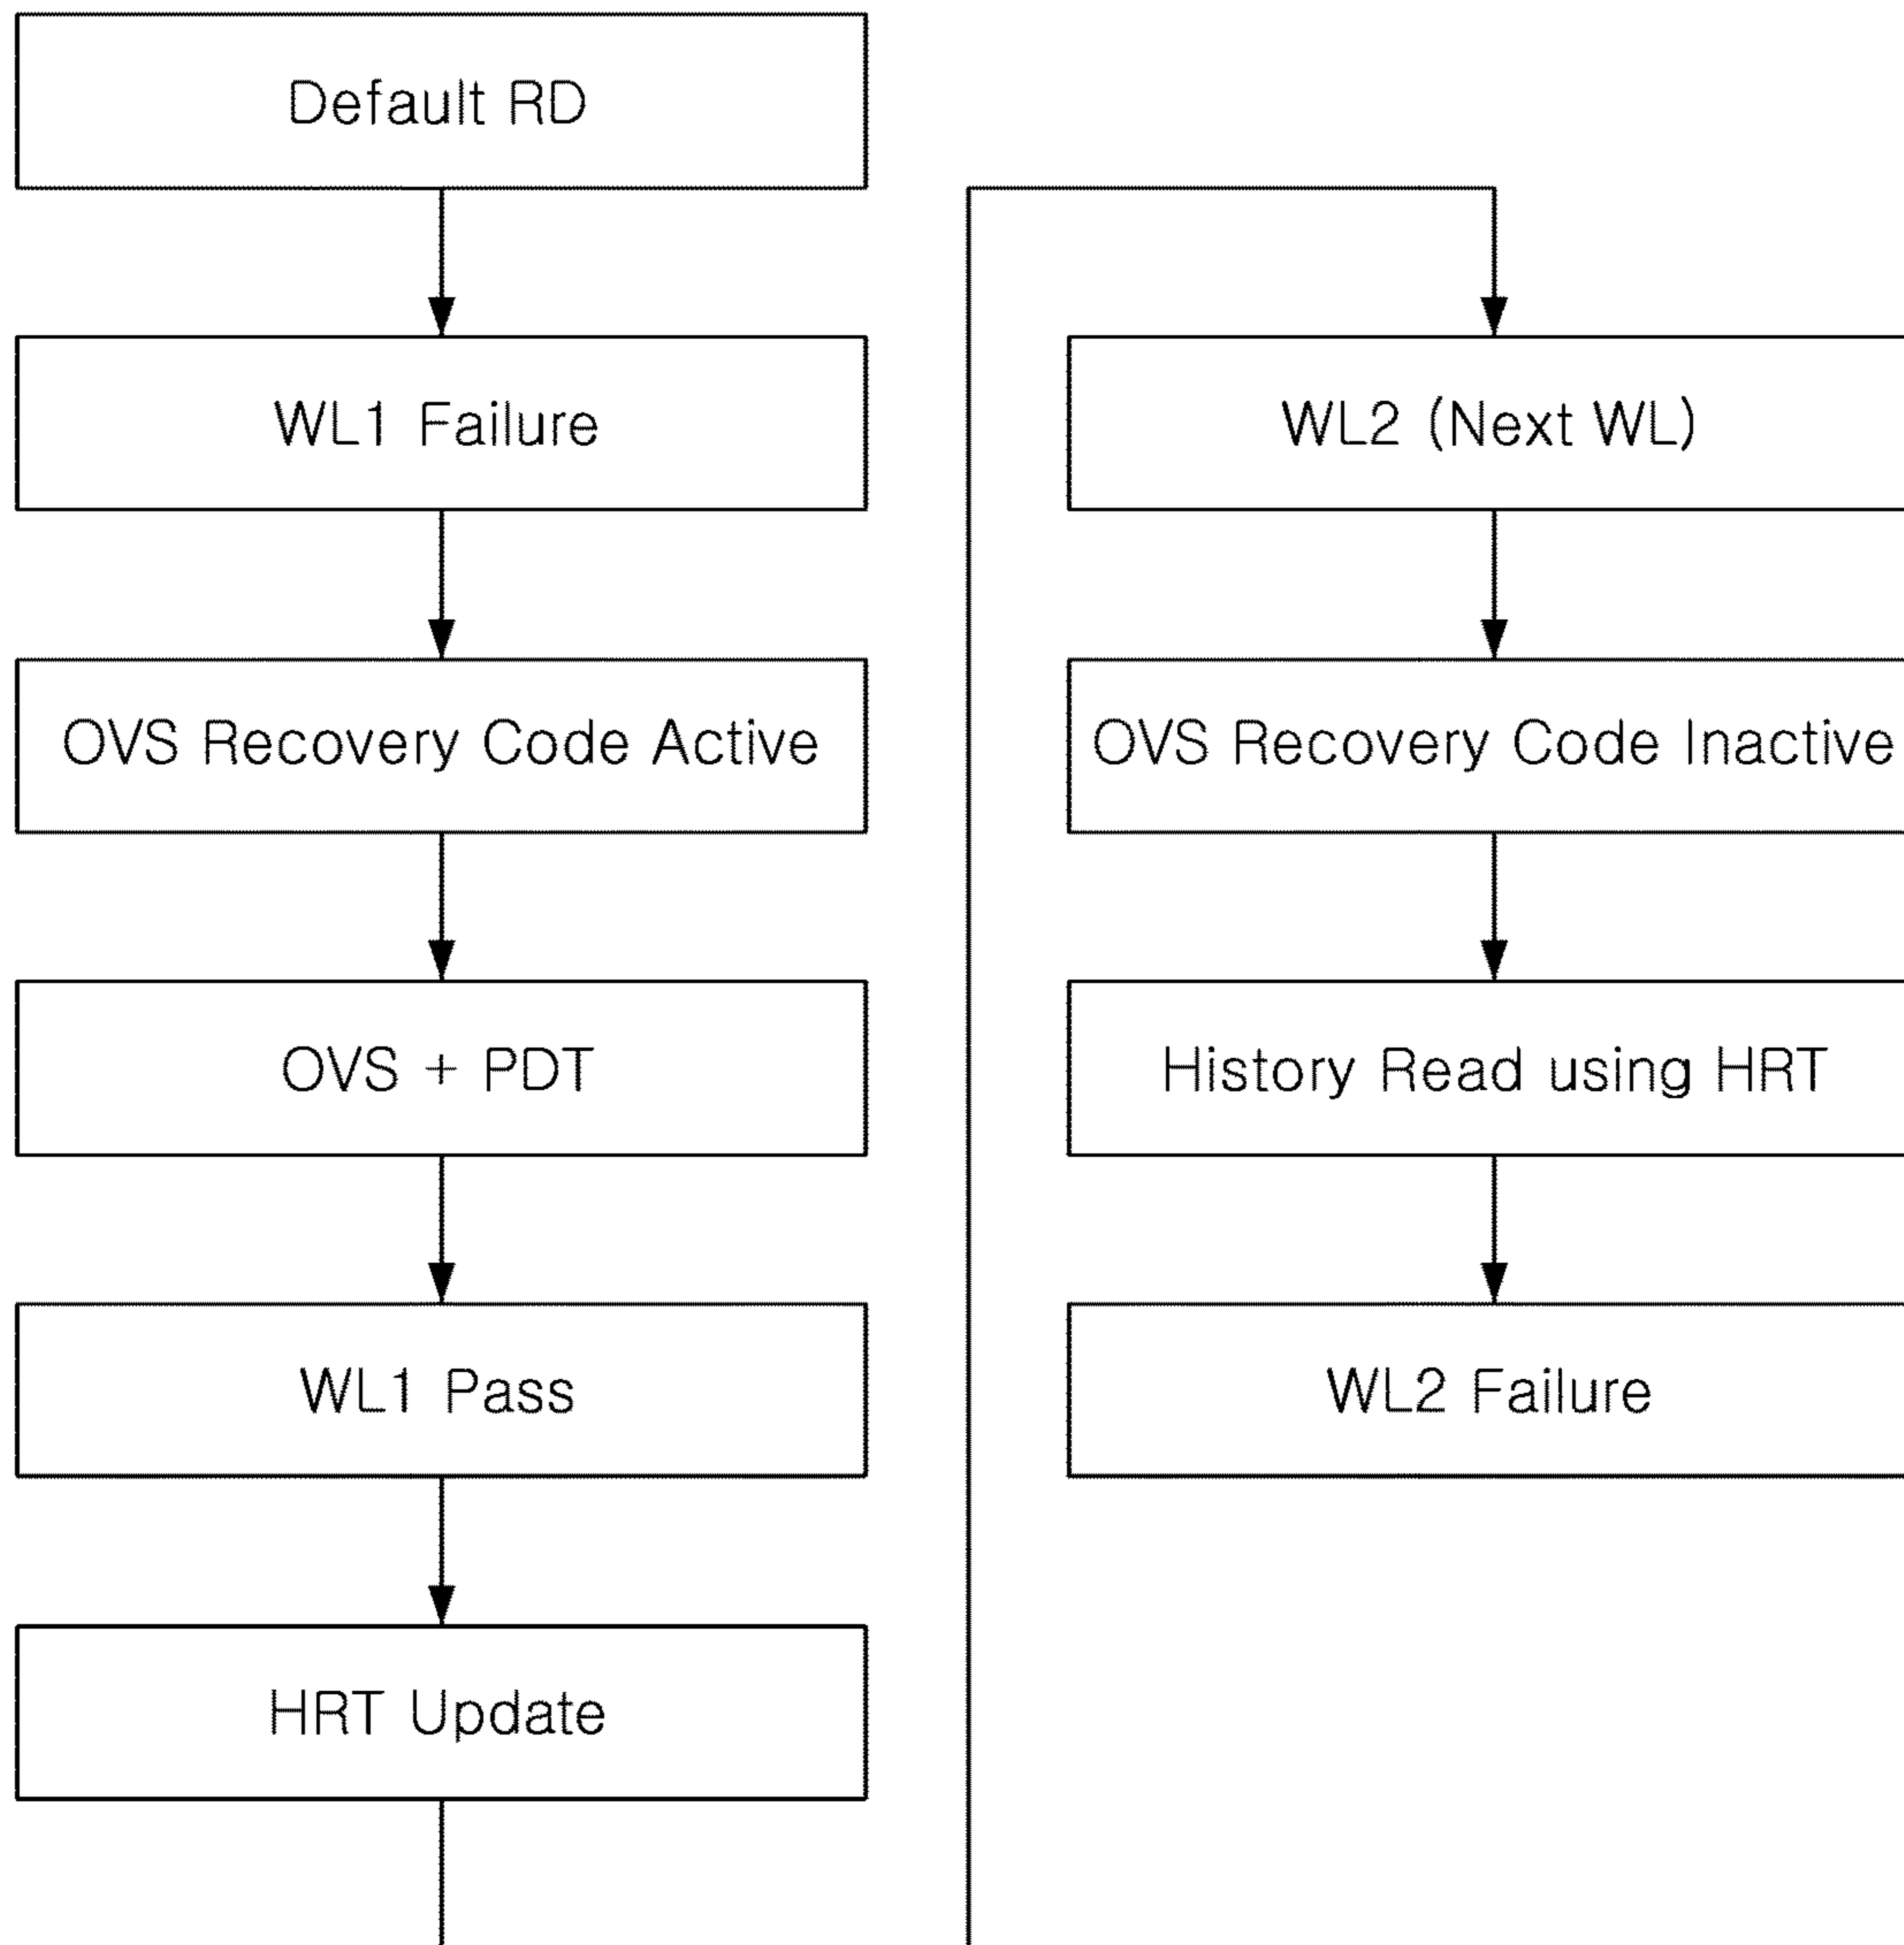 Default RD
WL1 Failure
OVS Recovery Code Active
OVS + PDT
WL1 Pass
HRT Update
WL2 (Next WL)
OVS Recovery Code Inactive
History Read using HRT
WL2 Failure